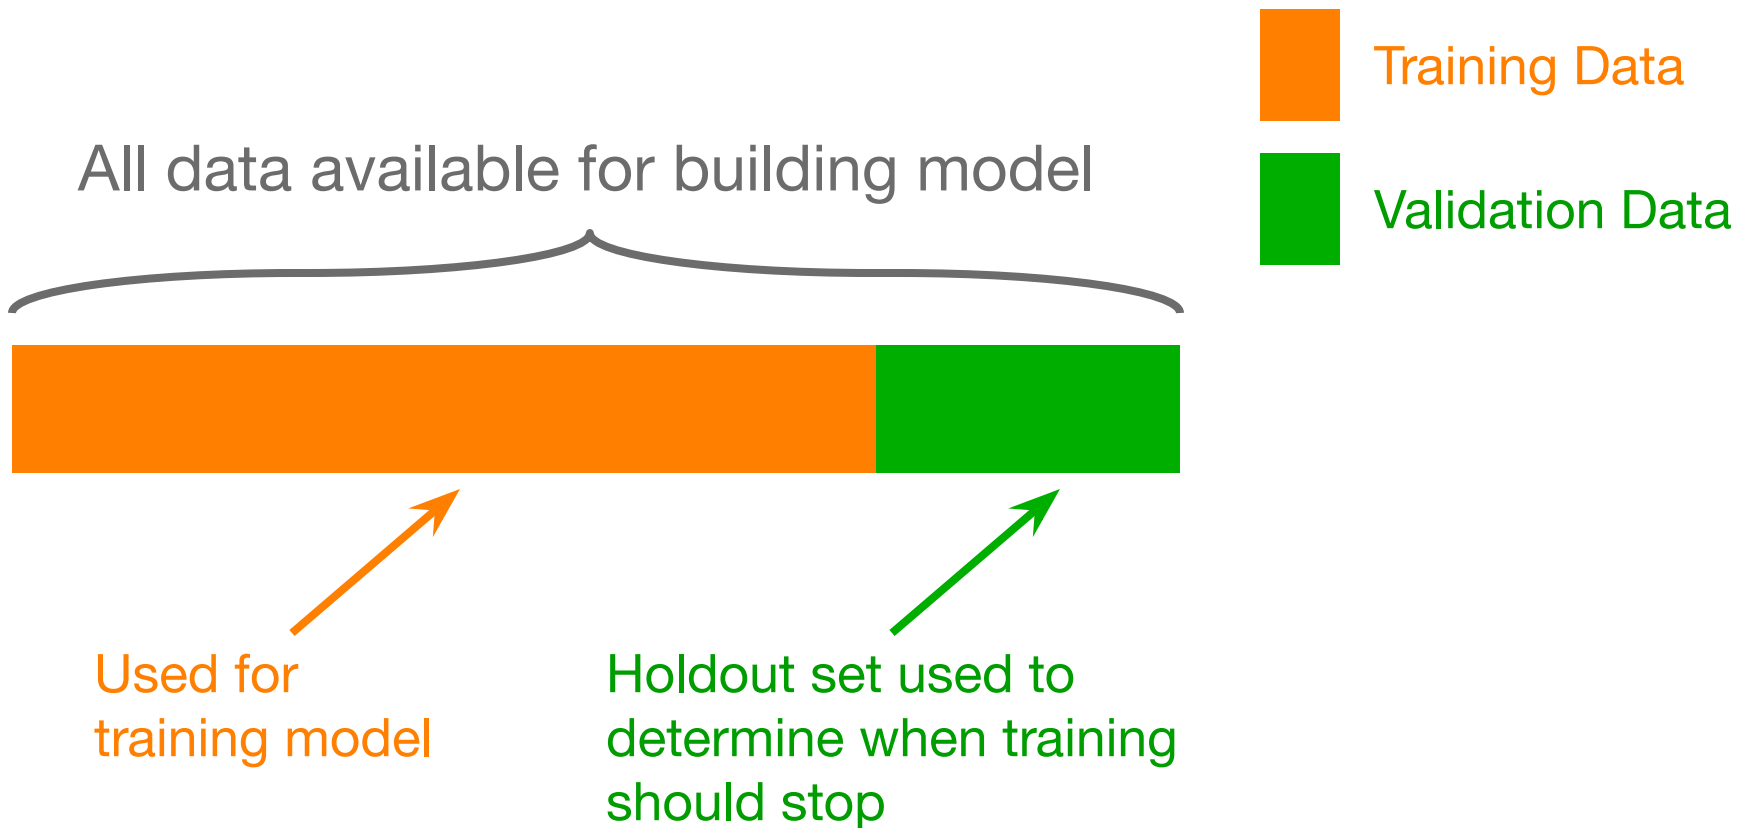 Training Data
All data available for building model
Validation Data
Used for
training model
Holdout set used to
determine when training
should stop